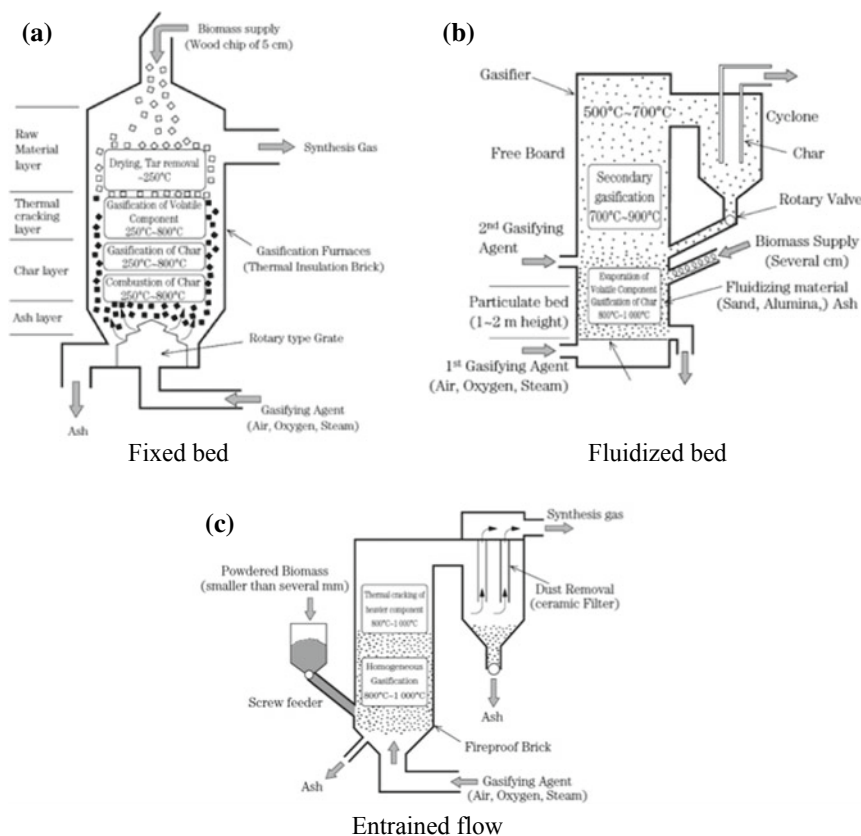 (a)
Biomass supply
(Wood chip of 5 cm)
Raw
Material
layer
Drying, Tar removal
~250°C
Synthesis Gas
Thermal
cracking
layer
Gasification of Volatile
Component
250°C~800°C
Gasification Furnaces
(Thermal Insulation Brick)
Char layer
Gasification of Char
250°C~800°C
Combustion of Char
250°C~800°C
Ash layer
Rotary type Grate
Ash
Gasifying Agent
(Air, Oxygen, Steam)
Fixed bed
(b)
Gasifier
500°C~700°C
Cyclone
Free Board
Char
Secondary
gasification
700°C~900°C
Rotary Valve
2nd Gasifying
Agent
Biomass Supply
(Several cm)
Evaporation of
Volatile Component
Gasification of Char
800°C~1 000°C
Fluidizing material
(Sand, Alumina,) Ash
Particulate bed
(1~2 m height)
1st Gasifying Agent
(Air, Oxygen, Steam)
Fluidized bed
(c)
Synthesis gas
Powdered Biomass
(smaller than several mm)
Thermal cracking of
heavier component
800°C~1 000°C
Dust Removal
(ceramic Filter)
Homogeneous
Gasification
800°C~1 000°C
Screw feeder
Ash
Fireproof Brick
Ash
Gasifying Agent
(Air, Oxygen, Steam)
Entrained flow